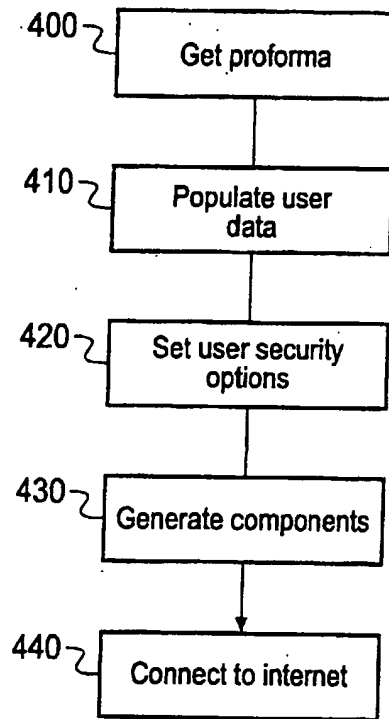 400
Get proforma
410
Populate user
data
420
Set user security
options
430
Generate components
440
Connect to internet